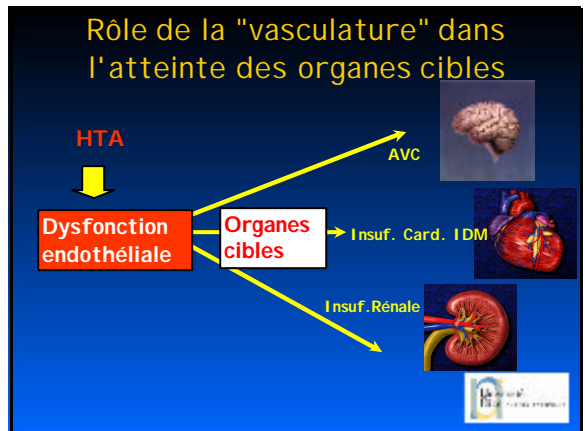 Rôle de la "vasculature" dans
l'atteinte des organes cibles
HTA
AVC
Dysfonction
endothéliale
Organes
cibles
Insuf. Card. IDM
Insuf.Rénale
Université